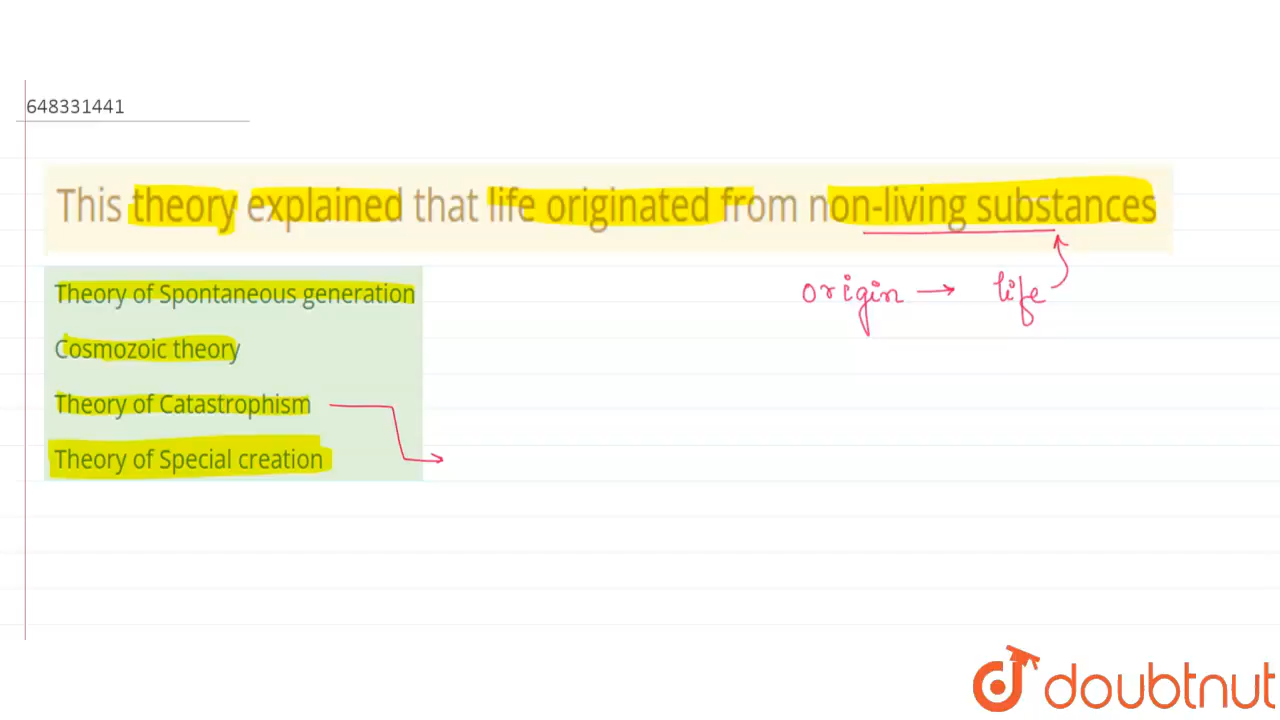 648331441
This theory explained that life originated from non-living substances
Theory of Spontaneous generation
origin → life
Cosmozoic theory
Theory of Catastrophism
Theory of Special creation
doubtnut